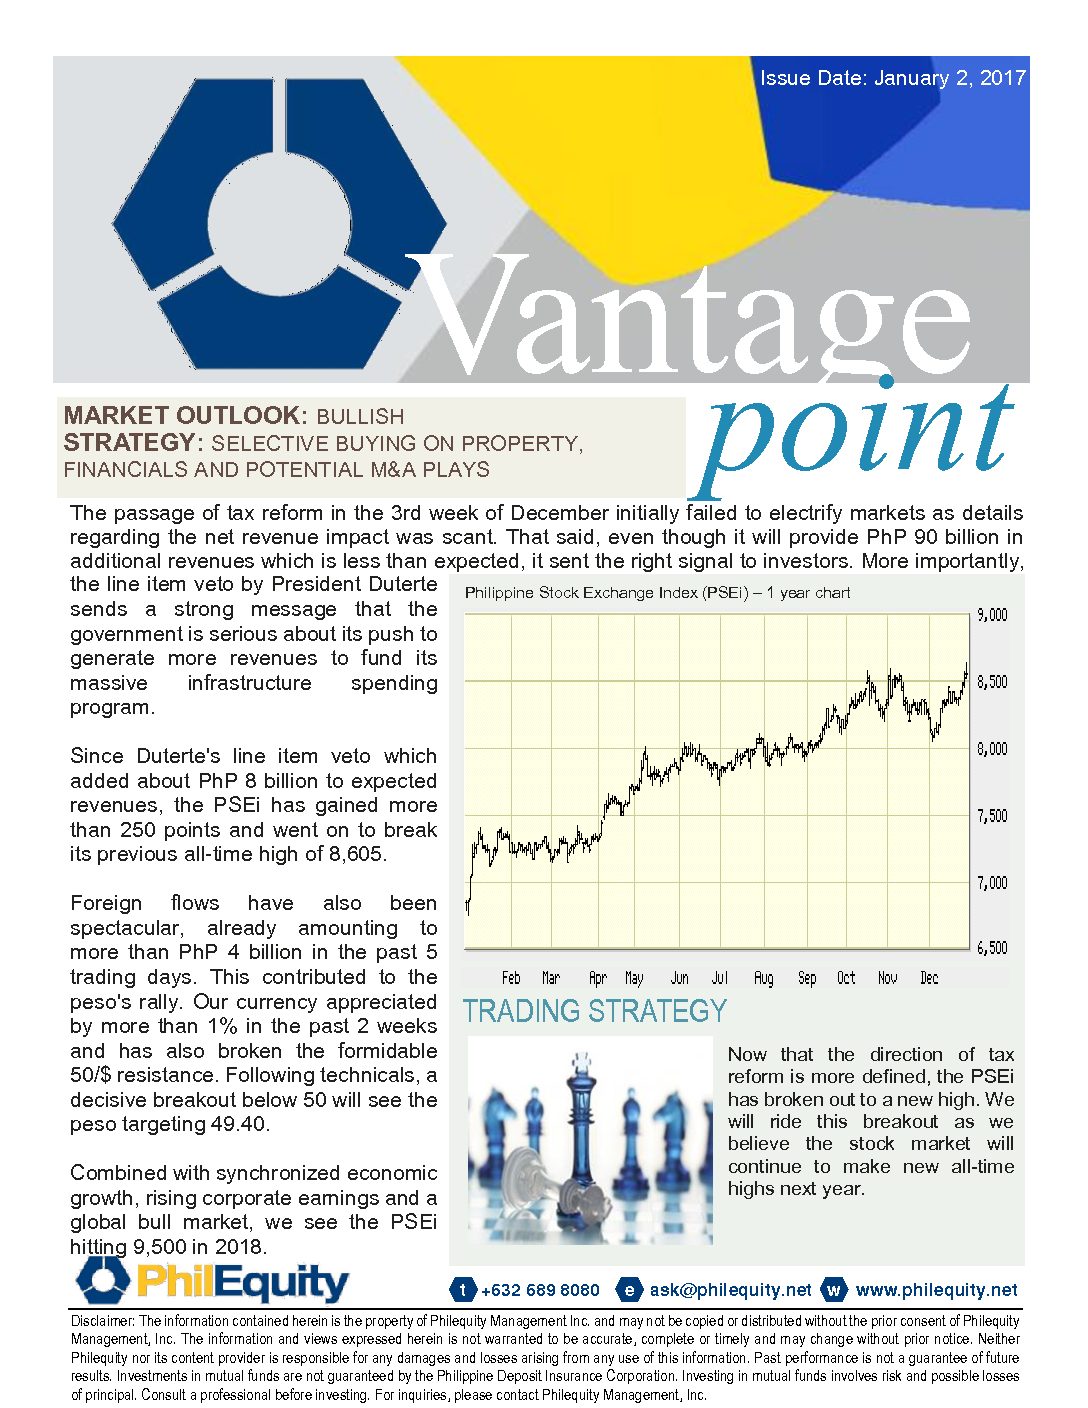 Issue Date: January 2, 2017
Vantage
point
MARKET OUTLOOK: BULLISH
STRATEGY: SELECTIVE BUYING ON PROPERTY,
FINANCIALS AND POTENTIAL M&A PLAYS
The passage of tax reform in the 3rd week of December initially failed to electrify markets as details
regarding the net revenue impact was scant. That said, even though it will provide PhP 90 billion in
additional revenues which is less than expected, it sent the right signal to investors. More importantly,
the line item veto by President Duterte
sends a strong message that the
government is serious about its push to
generate more revenues to fund its
massive infrastructure spending
program.
Since Duterte's line item veto which
added about PhP 8 billion to expected
revenues, the PSEi has gained more
than 250 points and went on to break
its previous all-time high of 8,605.
Foreign flows have also been
spectacular, already amounting to
more than PhP 4 billion in the past 5
trading days. This contributed to the
peso's rally. Our currency appreciated
by more than 1% in the past 2 weeks
and has also broken the formidable
50/$ resistance. Following technicals, a
decisive breakout below 50 will see the
peso targeting 49.40.
Combined with synchronized economic
growth, rising corporate earnings and a
global bull market, we see the PSEi
hitting 9,500 in 2018.
Philippine Stock Exchange Index (PSEi) – 1 year chart
9,000
8,500
8,000
7,500
7,000
6,500
Feb Mar Apr May Jun Jul Aug Sep Oct Nov Dec
TRADING STRATEGY
Now that the direction of tax
reform is more defined, the PSEi
has broken out to a new high. We
will ride this breakout as we
believe the stock market will
continue to make new all-time
highs next year.
PhilEquity
t +632 689 8080 e ask@philequity.net w www.philequity.net
Disclaimer: The information contained herein is the property of Philequity Management Inc. and may not be copied or distributed without the prior consent of Philequity
Management, Inc. The information and views expressed herein is not warranted to be accurate, complete or timely and may change without prior notice. Neither
Philequity nor its content provider is responsible for any damages and losses arising from any use of this information. Past performance is not a guarantee of future
results. Investments in mutual funds are not guaranteed by the Philippine Deposit Insurance Corporation. Investing in mutual funds involves risk and possible losses
of principal. Consult a professional before investing. For inquiries, please contact Philequity Management, Inc.